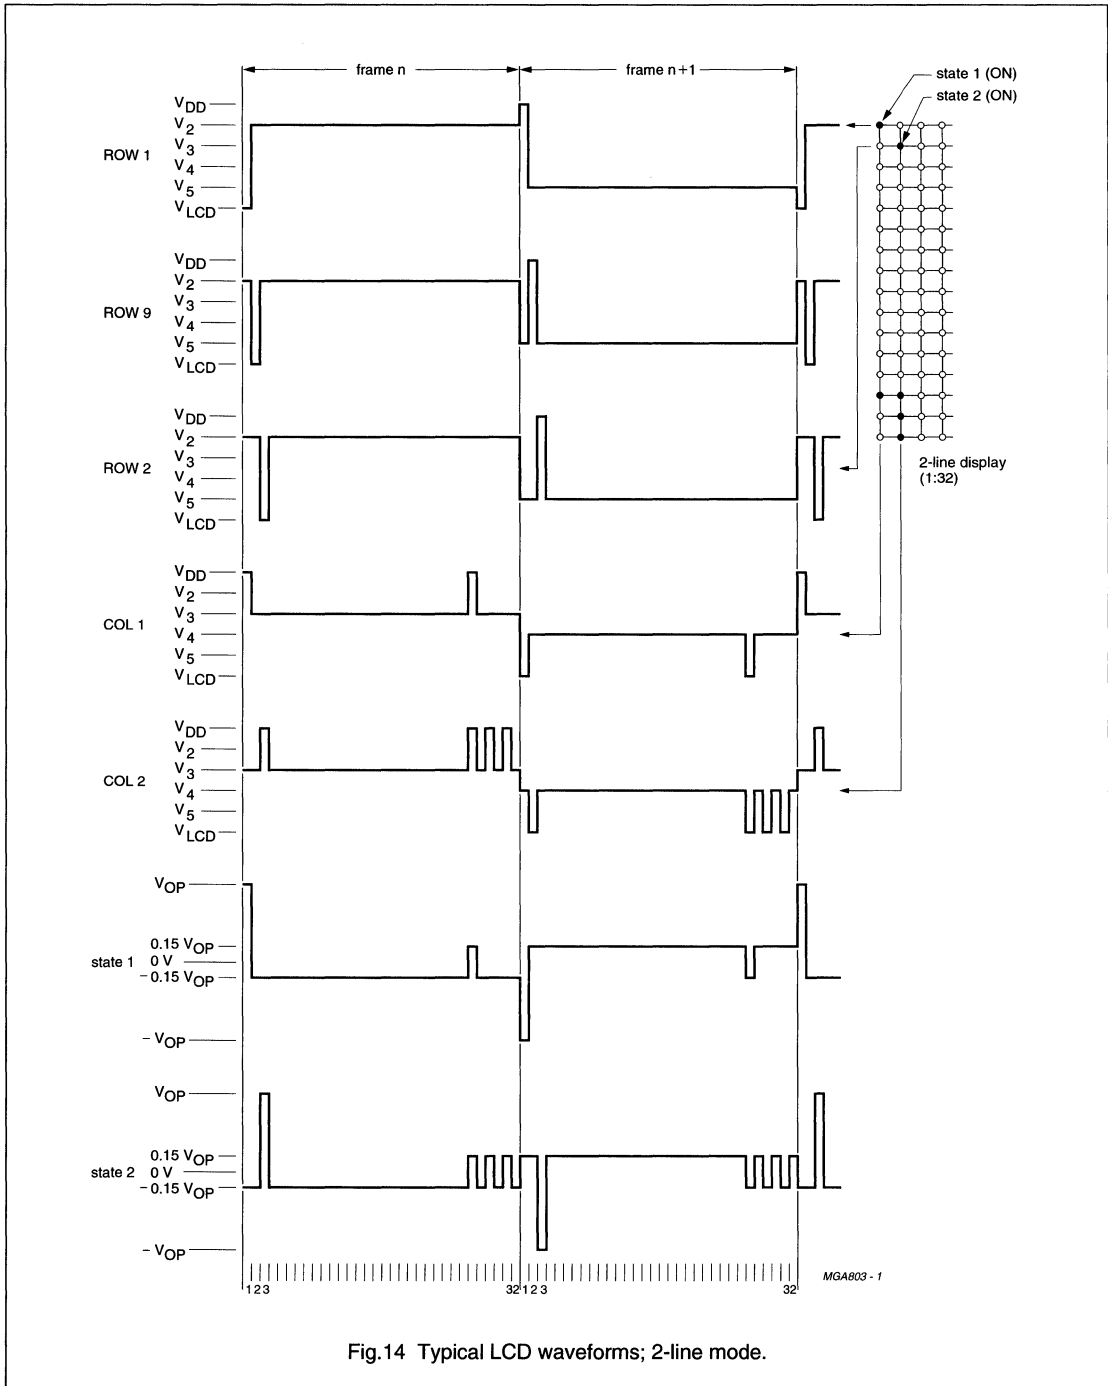 frame n
frame n+1
state 1 (ON)
state 2 (ON)
ROW 1
VDD
V2
V3
V4
V5
VLCD
ROW 9
VDD
V2
V3
V4
V5
VLCD
ROW 2
VDD
V2
V3
V4
V5
VLCD
2-line display
(1:32)
COL 1
VDD
V2
V3
V4
V5
VLCD
COL 2
VDD
V2
V3
V4
V5
VLCD
state 1
VOP
0.15 VOP
0 V
- 0.15 VOP
- VOP
state 2
VOP
0.15 VOP
0 V
- 0.15 VOP
- VOP
MGA803 - 1
1 2 3 32 1 2 3 32
Fig.14 Typical LCD waveforms; 2-line mode.